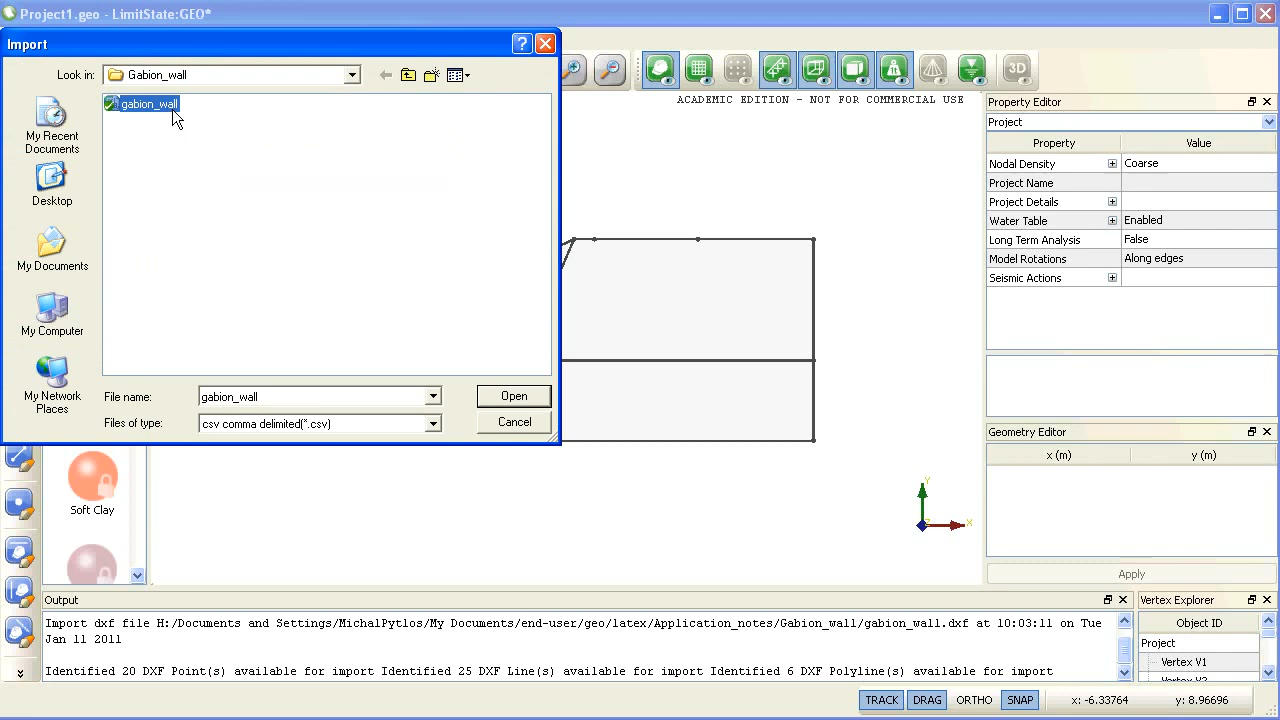 Project1.geo - LimitState:GEO*
Import
Look in:
Gabion_wall
gabion_wall
My Recent
Documents
Desktop
My Documents
My Computer
My Network
Places
File name:
gabion_wall
Open
Files of type:
csv comma delimited(*.csv)
Cancel
3D
ACADEMIC EDITION - NOT FOR COMMERCIAL USE
Y
X
Z
Soft Clay
Property Editor
Project
Property Value
Nodal Density Coarse
Project Name
Project Details
Water Table Enabled
Long Term Analysis False
Model Rotations Along edges
Seismic Actions
Geometry Editor
x (m) y (m)
Apply
Output
Import dxf file H:/Documents and Settings/MichalPytlos/My Documents/end-user/geo/latex/Application_notes/Gabion_wall/gabion_wall.dxf at 10:03:11 on Tue
Jan 11 2011
Identified 20 DXF Point(s) available for import Identified 25 DXF Line(s) available for import Identified 6 DXF Polyline(s) available for import
Vertex Explorer
Object ID
Project
Vertex V1
TRACK DRAG ORTHO SNAP x: -6.33764 y: 8.96696